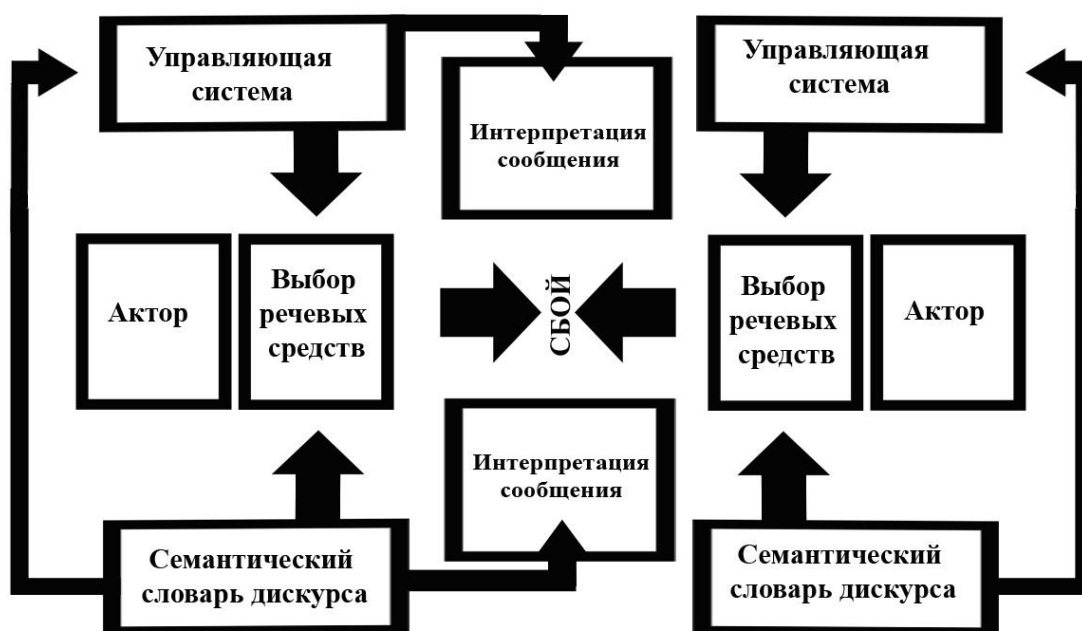 Управляющая
система
Интерпретация
сообщения
Управляющая
система
Актор
Выбор
речевых
средств
СБОЙ
Выбор
речевых
средств
Актор
Интерпретация
сообщения
Семантический
словарь дискурса
Семантический
словарь дискурса